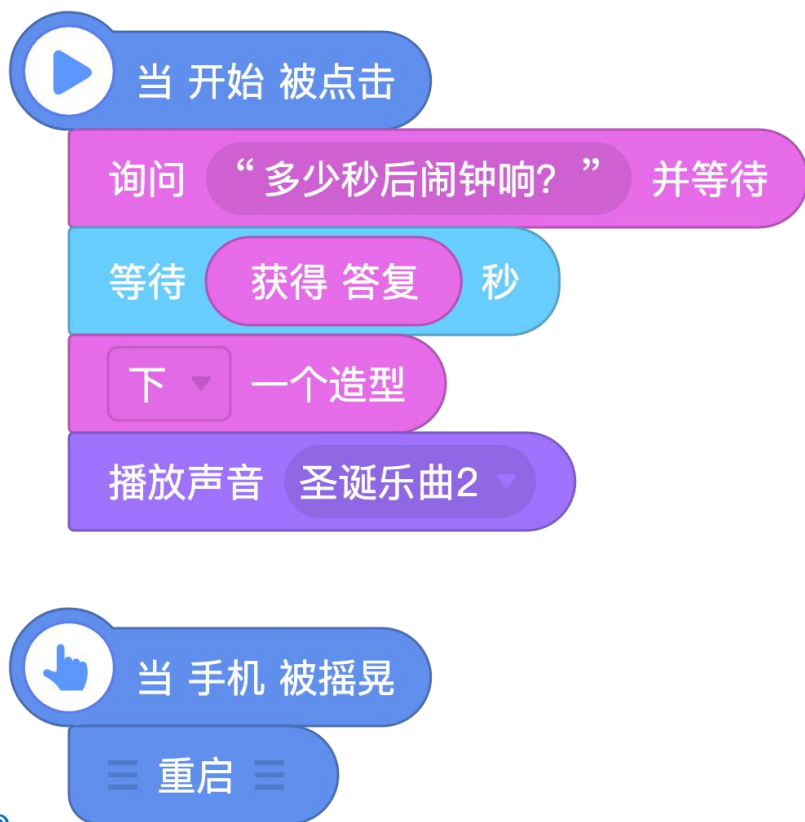 当 开始 被点击
询问 “多少秒后闹钟响？” 并等待
等待 获得 答复 秒
下 一个造型
播放声音 圣诞乐曲2
当 手机 被摇晃
重启